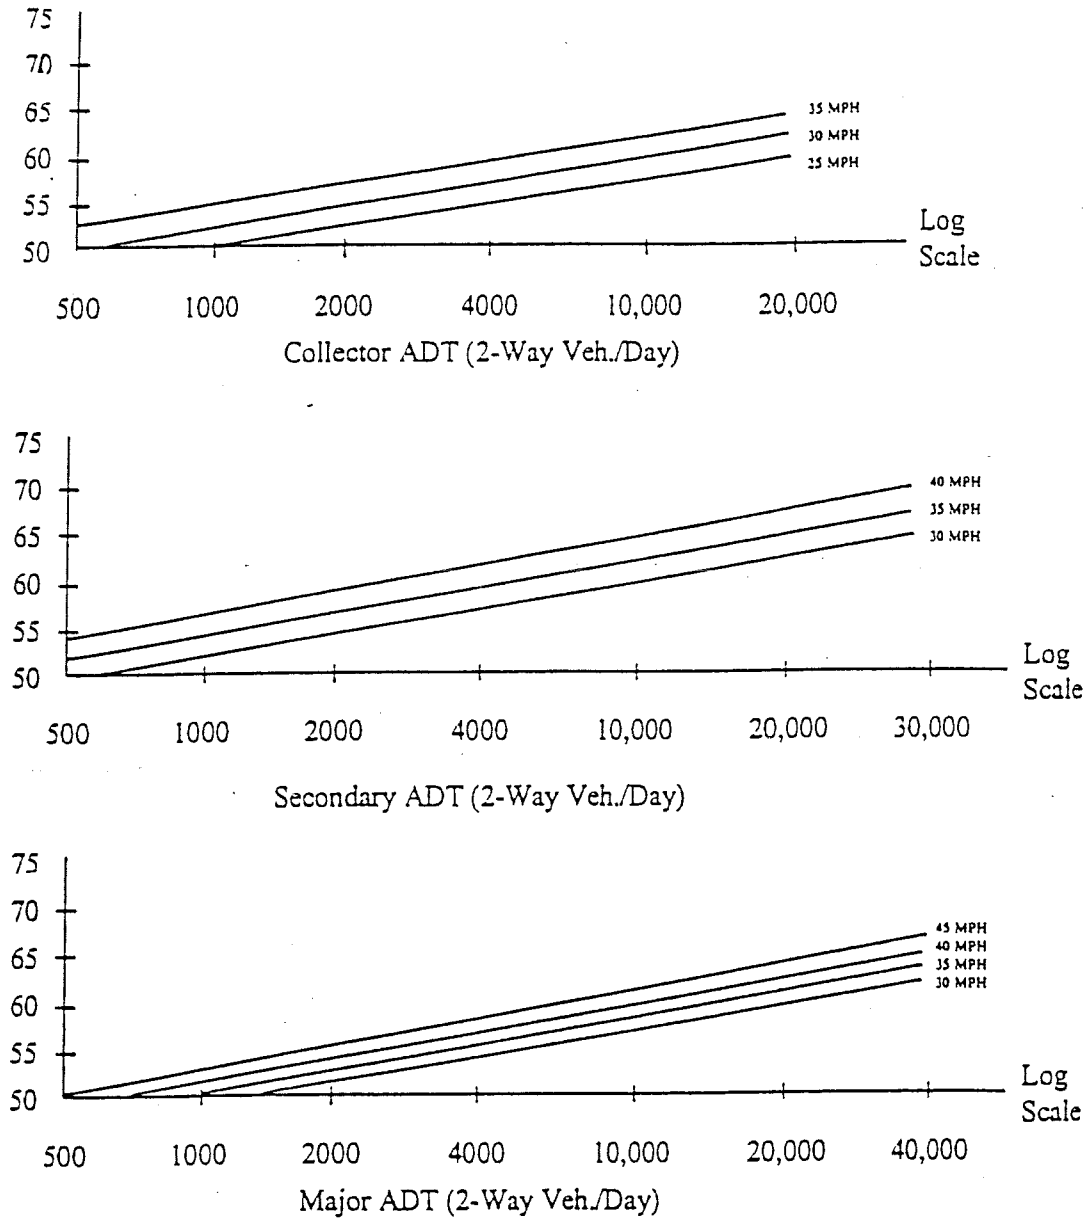 75
70
65
60
55
50
35 MPH
30 MPH
25 MPH
Log
Scale
500 1000 2000 4000 10,000 20,000
Collector ADT (2-Way Veh./Day)
75
70
65
60
55
50
40 MPH
35 MPH
30 MPH
Log
Scale
500 1000 2000 4000 10,000 20,000 30,000
Secondary ADT (2-Way Veh./Day)
75
70
65
60
55
50
45 MPH
40 MPH
35 MPH
30 MPH
Log
Scale
500 1000 2000 4000 10,000 20,000 40,000
Major ADT (2-Way Veh./Day)